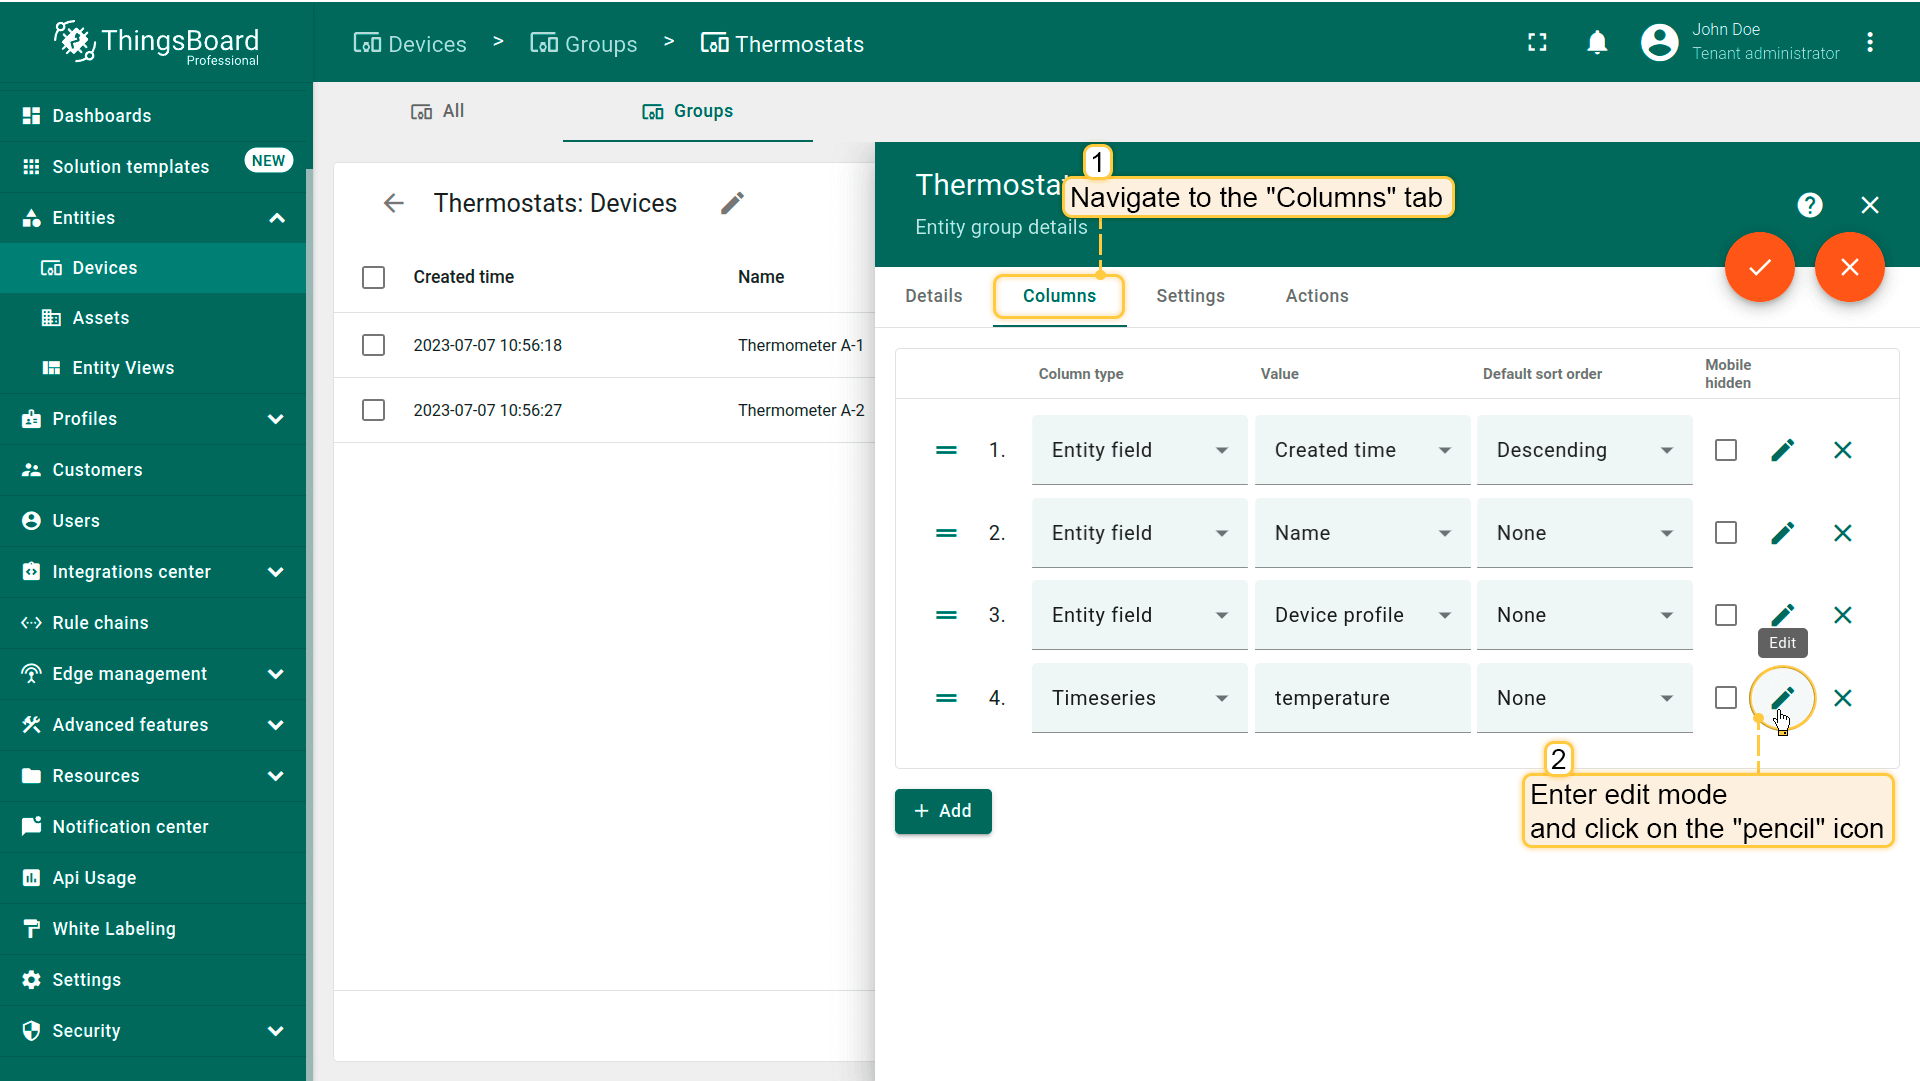 ThingsBoard
Professional
Devices > Groups > Thermostats
John Doe
Tenant administrator
Dashboards
Solution templates NEW
Entities
Devices
Assets
Entity Views
Profiles
Customers
Users
Integrations center
Rule chains
Edge management
Advanced features
Resources
Notification center
Api Usage
White Labeling
Settings
Security
All Groups
Thermostats: Devices
Created time Name
2023-07-07 10:56:18 Thermometer A-1
2023-07-07 10:56:27 Thermometer A-2
1
Navigate to the "Columns" tab
Thermosta
Entity group details
?
Details Columns Settings Actions
Column type Value Default sort order Mobile
hidden
1. Entity field Created time Descending
2. Entity field Name None
3. Entity field Device profile None
Edit
4. Timeseries temperature None
2
Enter edit mode
and click on the "pencil" icon
+ Add